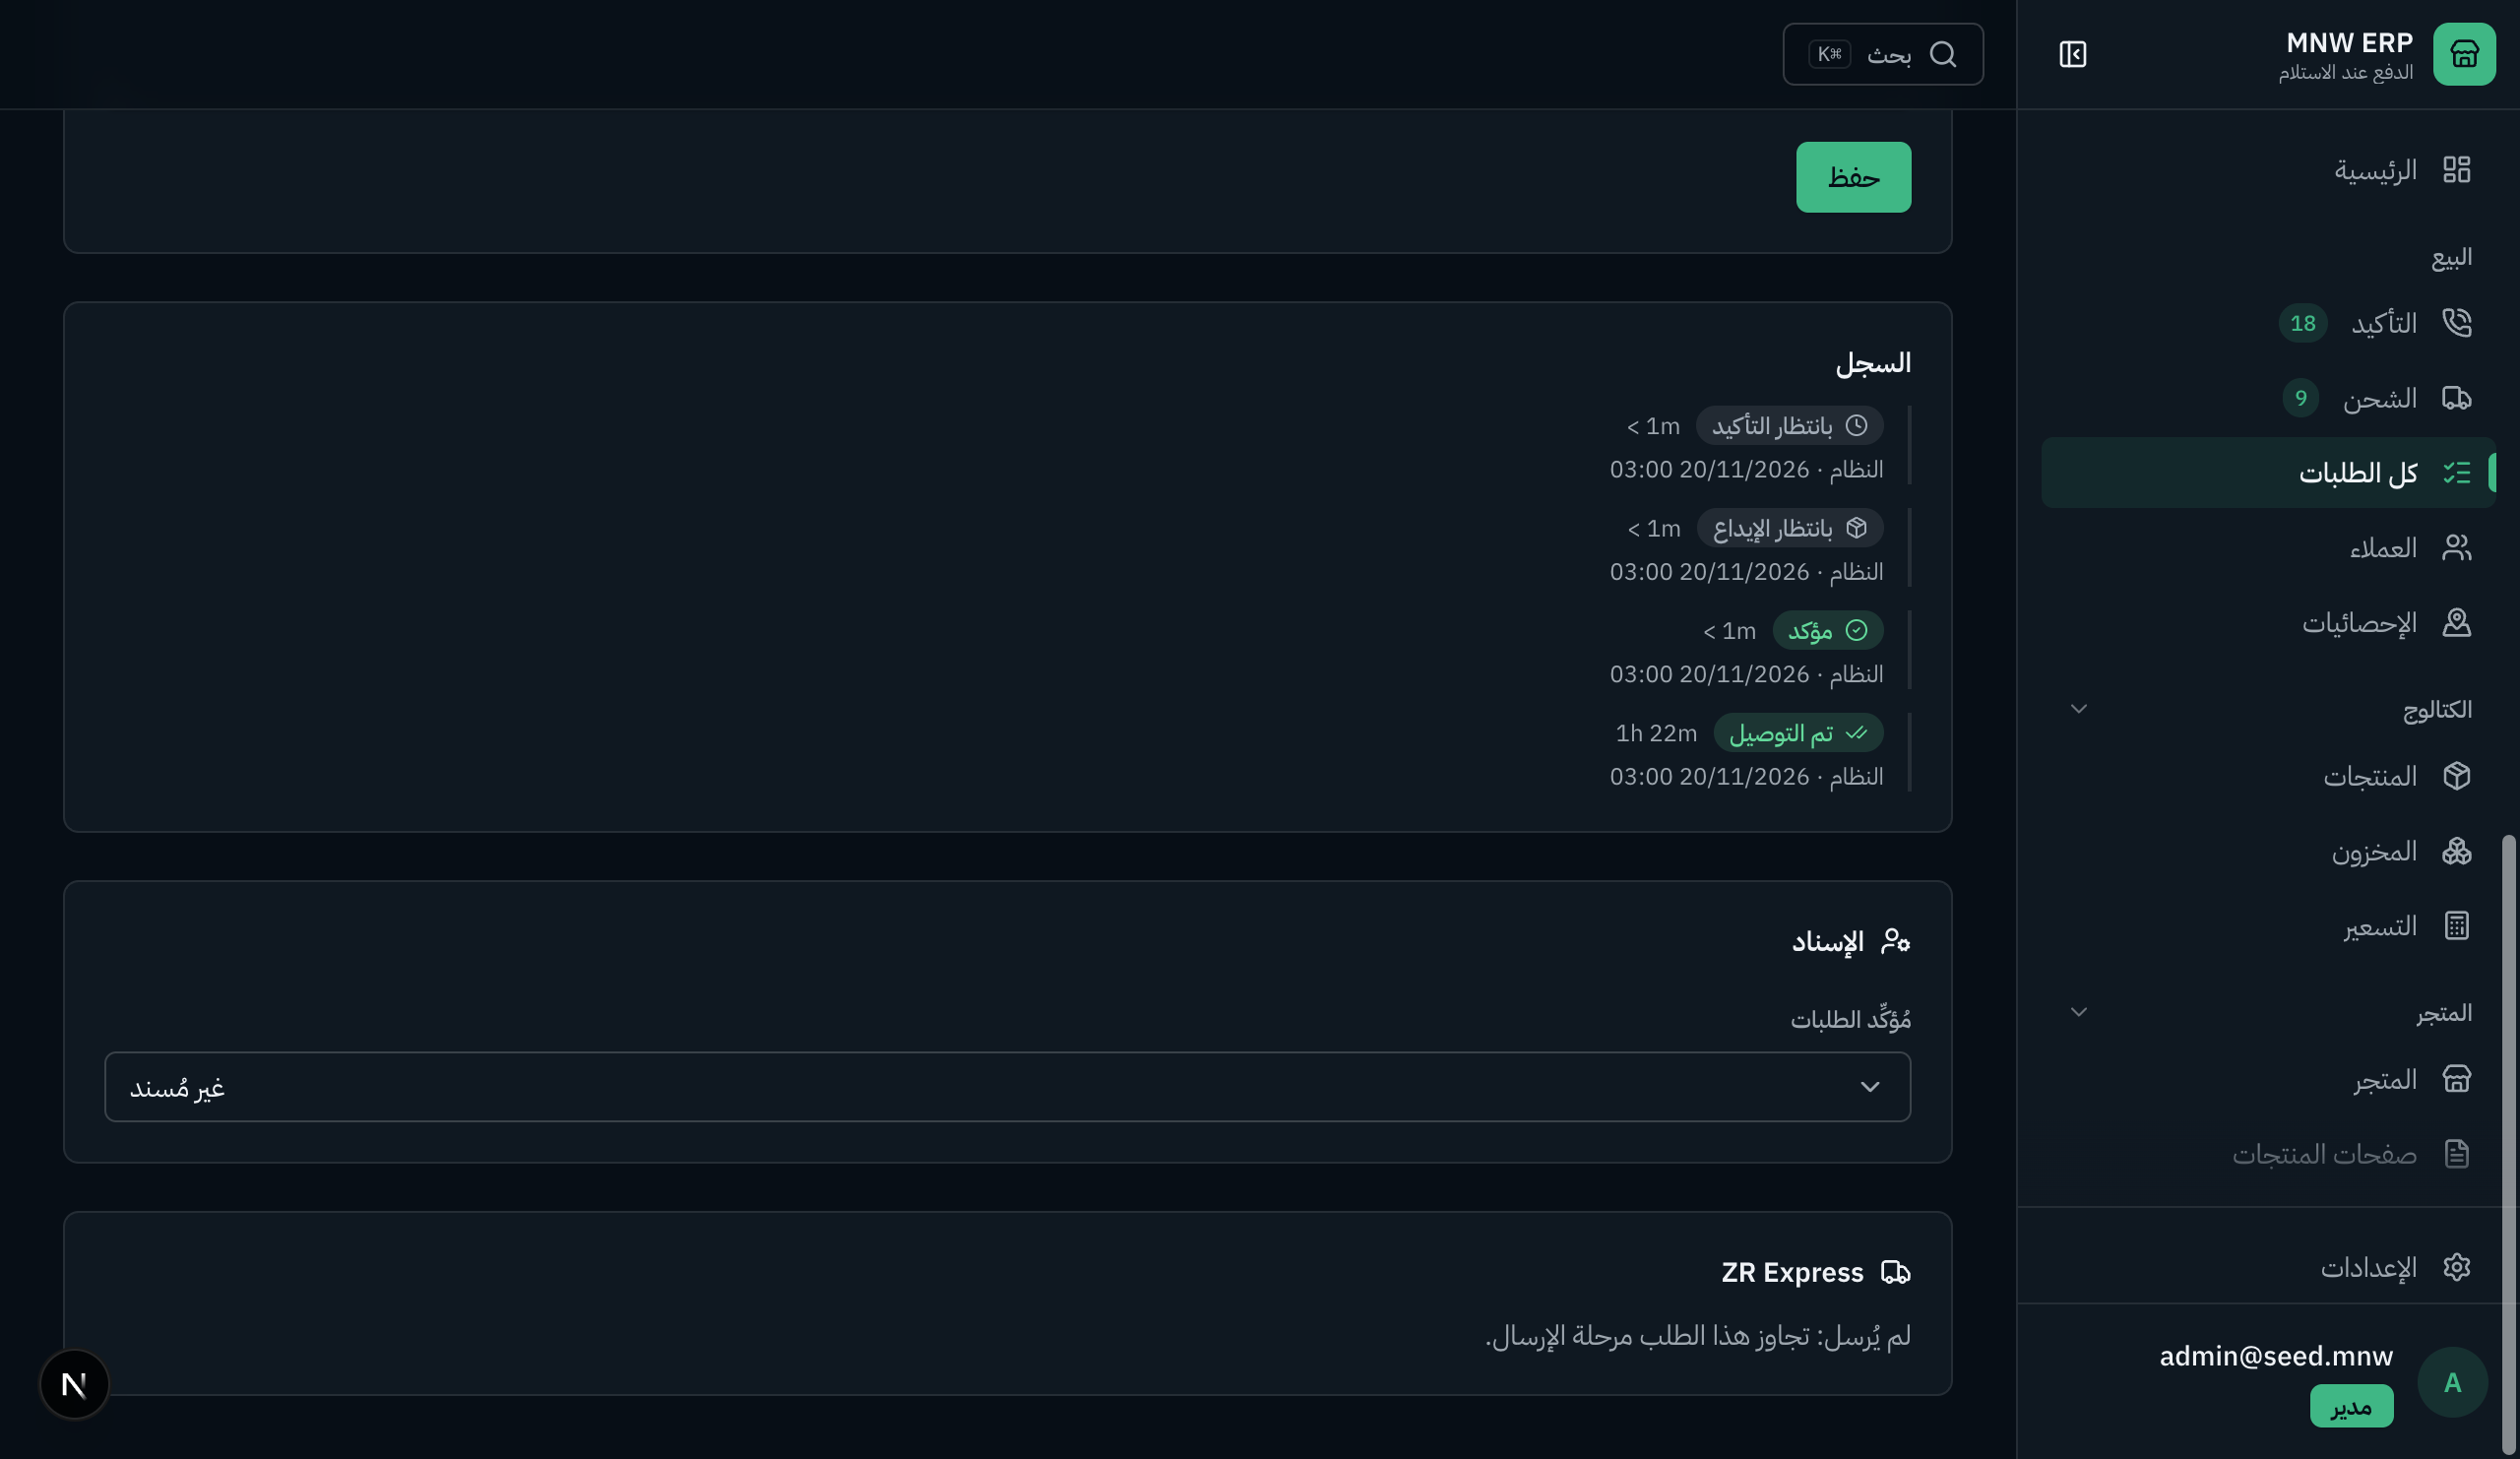 MNW ERP
الدفع عند الاستلام
بحث ⌘K
الرئيسية
البيع
التأكيد 18
الشحن 9
كل الطلبات
العملاء
الإحصائيات
الكتالوج
المنتجات
المخزون
التسعير
المتجر
المتجر
صفحات المنتجات
الإعدادات
A
admin@seed.mnw
مدير
حفظ
السجل
بانتظار التأكيد < 1m
النظام · 20/11/2026 03:00
بانتظار الإيداع < 1m
النظام · 20/11/2026 03:00
مؤكد < 1m
النظام · 20/11/2026 03:00
تم التوصيل 1h 22m
النظام · 20/11/2026 03:00
الإسناد
مُؤكِّد الطلبات
غير مُسند
ZR Express
لم يُرسل: تجاوز هذا الطلب مرحلة الإرسال.
N